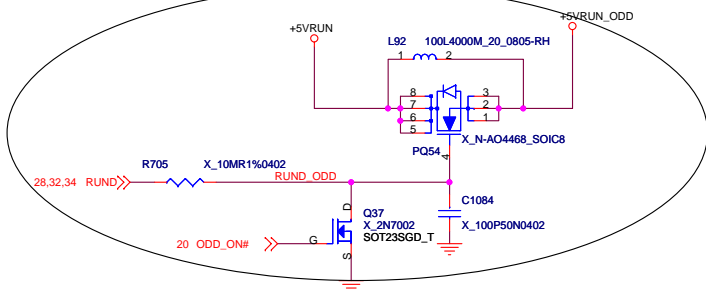 +5VRUN
+5VRUN_ODD
L92 100L4000M_20_0805-RH
1 2
8 3
7 2
6 1
5
X_N-AO4468_SOIC8
PQ54
4
R705 X_10MR1%0402
28,32,34 RUND
RUND_ODD
D
Q37
X_2N7002
SOT23SGD_T
C1084
X_100P50N0402
20 ODD_ON#
G
S